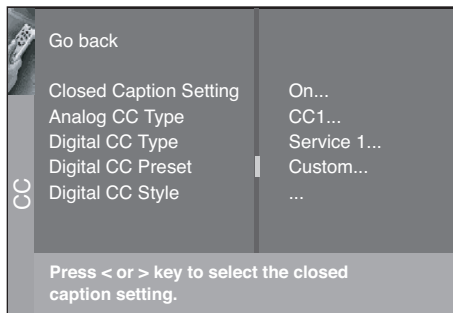 Go back
Closed Caption Setting On...
Analog CC Type CC1...
Digital CC Type Service 1...
Digital CC Preset Custom...
Digital CC Style ...
CC
Press < or > key to select the closed
caption setting.